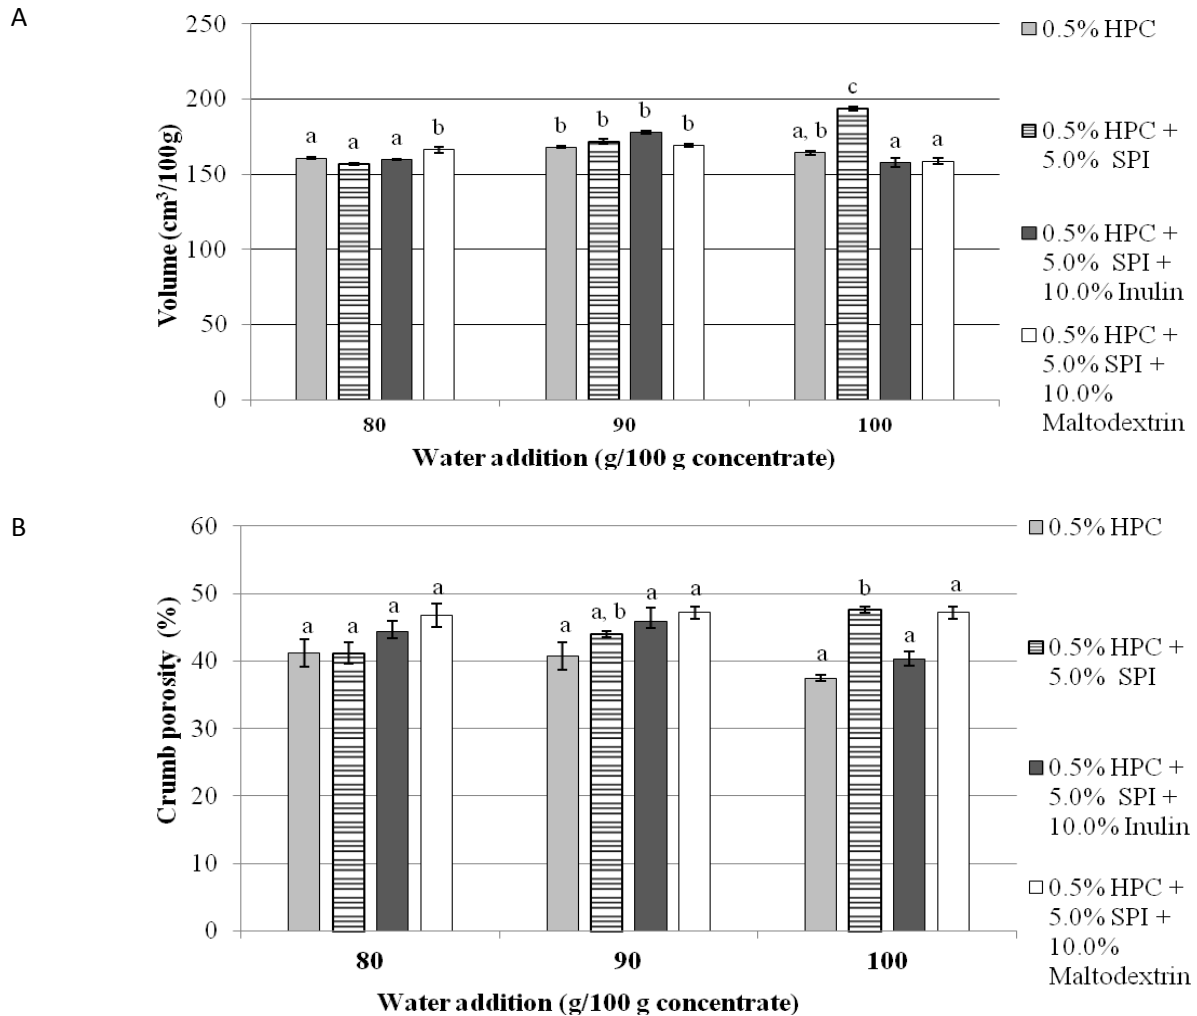 A
250
200
150
100
50
0
Volume (cm³/100g)
a
a
a
b
b
b
b
b
a, b
c
a
a
80
90
100
Water addition (g/100 g concentrate)
0.5% HPC
0.5% HPC +
5.0% SPI
0.5% HPC +
5.0% SPI +
10.0% Inulin
0.5% HPC +
5.0% SPI +
10.0%
Maltodextrin
B
60
50
40
30
20
10
0
Crumb porosity (%)
a
a
a
a
a
a, b
a
a
a
b
a
a
80
90
100
Water addition (g/100 g concentrate)
0.5% HPC
0.5% HPC +
5.0% SPI
0.5% HPC +
5.0% SPI +
10.0% Inulin
0.5% HPC +
5.0% SPI +
10.0%
Maltodextrin